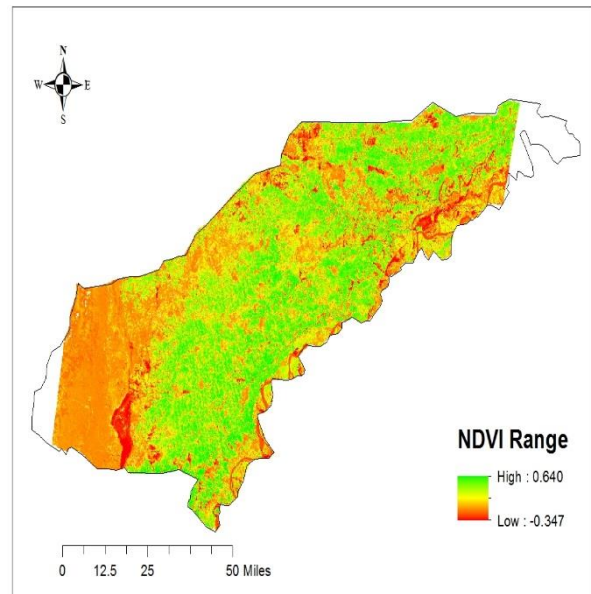 N
W E
S
NDVI Range
High : 0.640
Low : -0.347
0 12.5 25 50 Miles